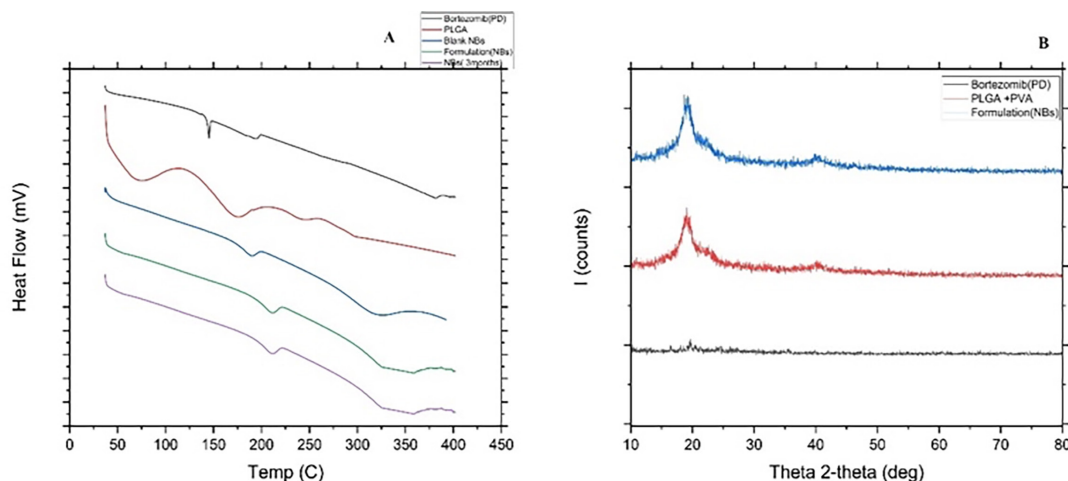 A
Bortezomib(PD)
PLGA
Blank NBs
Formulation(NBs)
NBs( 3months)
Heat Flow (mV)
0 50 100 150 200 250 300 350 400 450
Temp (C)
B
Bortezomib(PD)
PLGA +PVA
Formulation(NBs)
I (counts)
10 20 30 40 50 60 70 80
Theta 2-theta (deg)